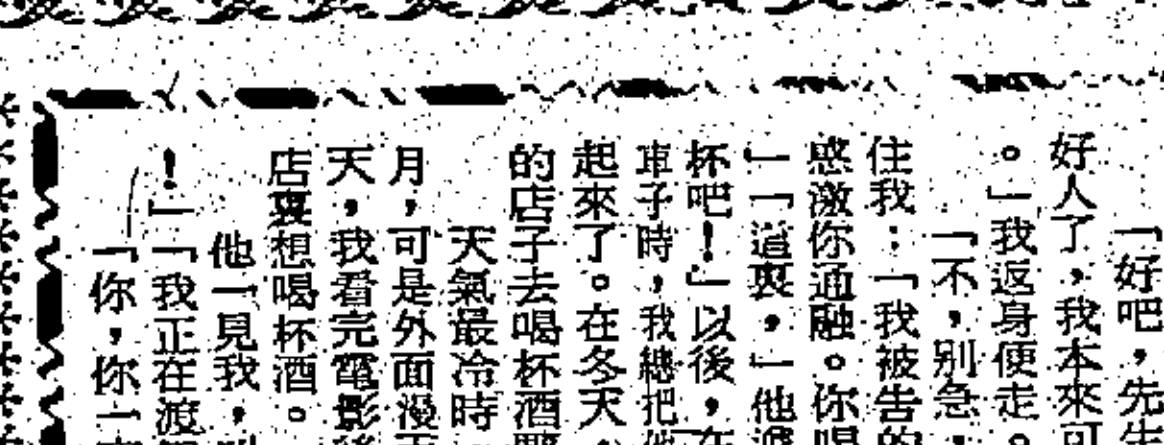 「好吧，先
好人了，我本來可
。」我返身便走。
「不，別急，
住我：「我被告的
感激你通融。你喝
」「這裏，」他
杯吧！」以後，在
車子時，我總把他
起來了。在冬天，
的店子去喝杯酒
天氣最冷時
月，可是外面漫
天，我看完電影後
店裏想喝杯酒。
他一見我，
！」「我正在渡
「你，你一